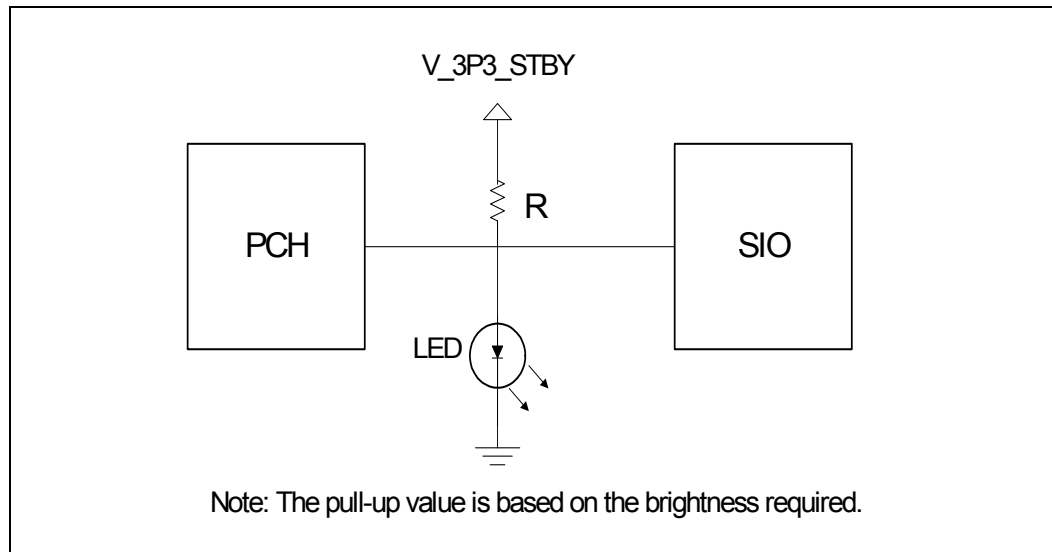 V_3P3_STBY
R
PCH
SIO
LED
Note: The pull-up value is based on the brightness required.